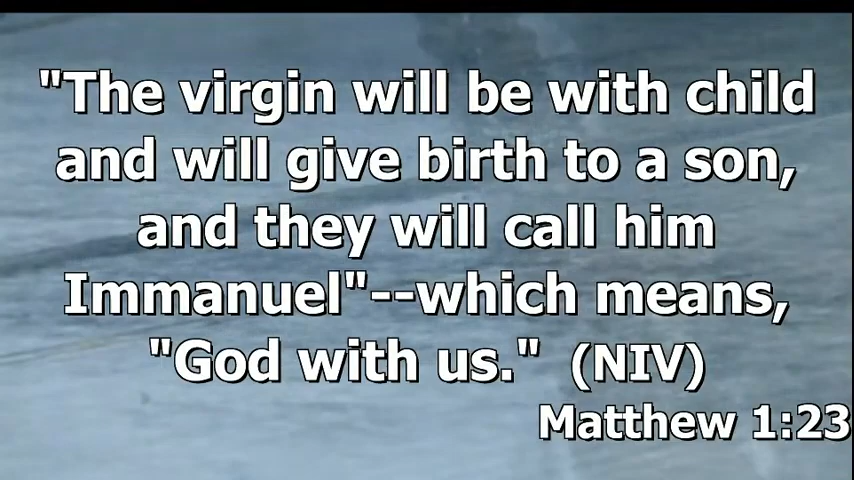 "The virgin will be with child
and will give birth to a son,
and they will call him
Immanuel"--which means,
"God with us." (NIV)
Matthew 1:23